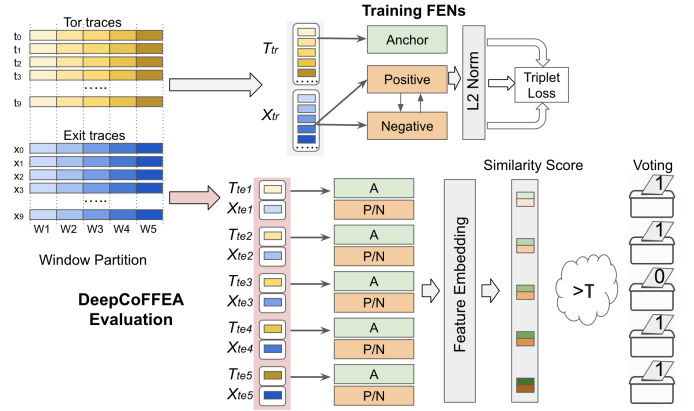 Training FENs
Tor traces
t0
t1
t2
t3
.....
t9
Ttr
.....
Xtr
.....
Anchor
Positive
Negative
L2 Norm
Triplet
Loss
Exit traces
x0
x1
x2
x3
.....
x9
W1 W2 W3 W4 W5
Window Partition
DeepCoFFEA
Evaluation
Similarity Score
Voting
Tte1
Xte1
A
P/N
Tte2
Xte2
A
P/N
Tte3
Xte3
A
P/N
Tte4
Xte4
A
P/N
Tte5
Xte5
A
P/N
Feature Embedding
>T
1
1
0
1
1